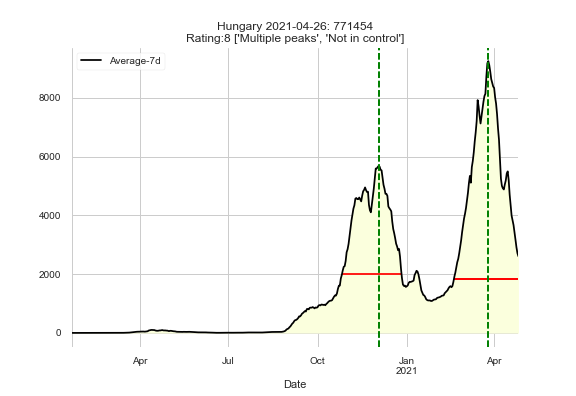 Hungary 2021-04-26: 771454
Rating:8 ['Multiple peaks', 'Not in control']
Average-7d
8000
6000
4000
2000
0
Apr
Jul
Oct
Jan
2021
Apr
Date